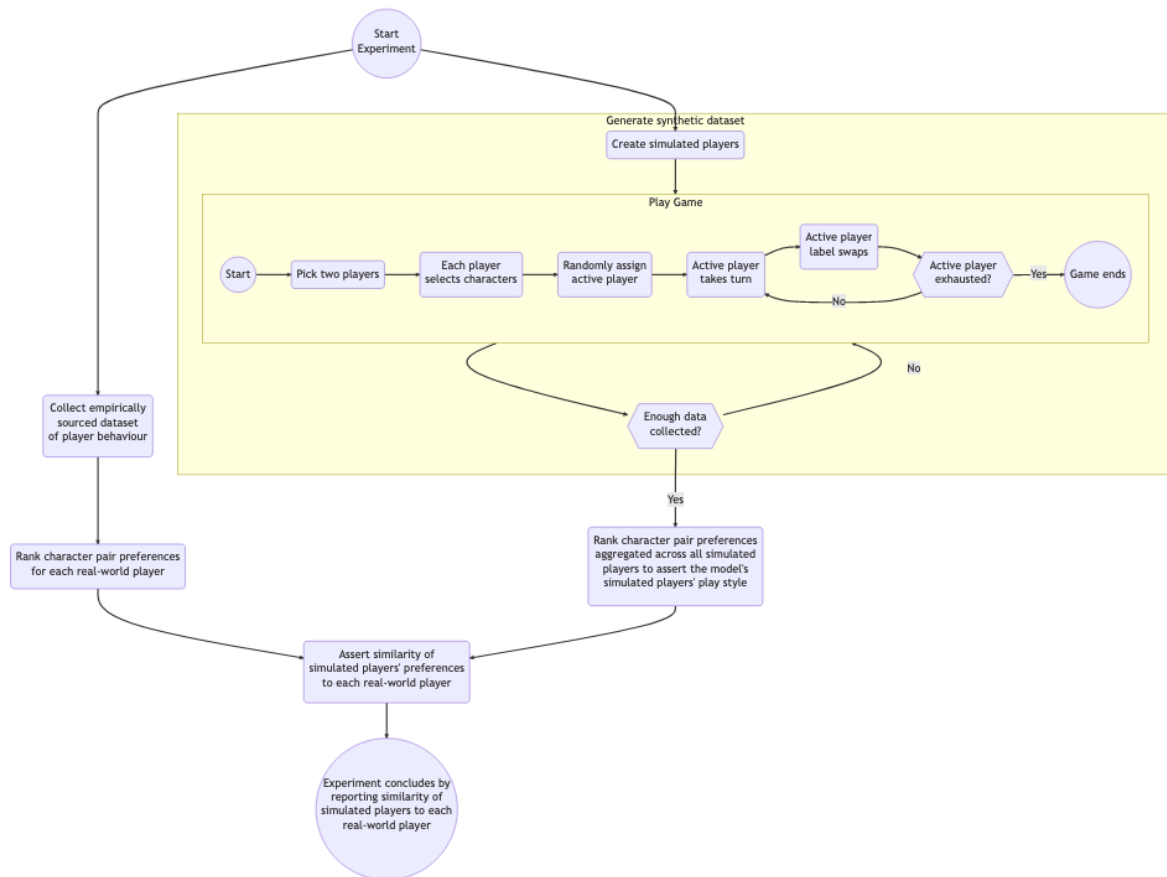 Start
Experiment
Generate synthetic dataset
Create simulated players
Play Game
Start
Pick two players
Each player
selects characters
Randomly assign
active player
Active player
takes turn
Active player
label swaps
Active player
exhausted?
Yes
No
Game ends
No
Enough data
collected?
Collect empirically
sourced dataset
of player behaviour
Yes
Rank character pair preferences
for each real-world player
Rank character pair preferences
aggregated across all simulated
players to assert the model's
simulated players' play style
Assert similarity of
simulated players' preferences
to each real-world player
Experiment concludes by
reporting similarity of
simulated players to each
real-world player